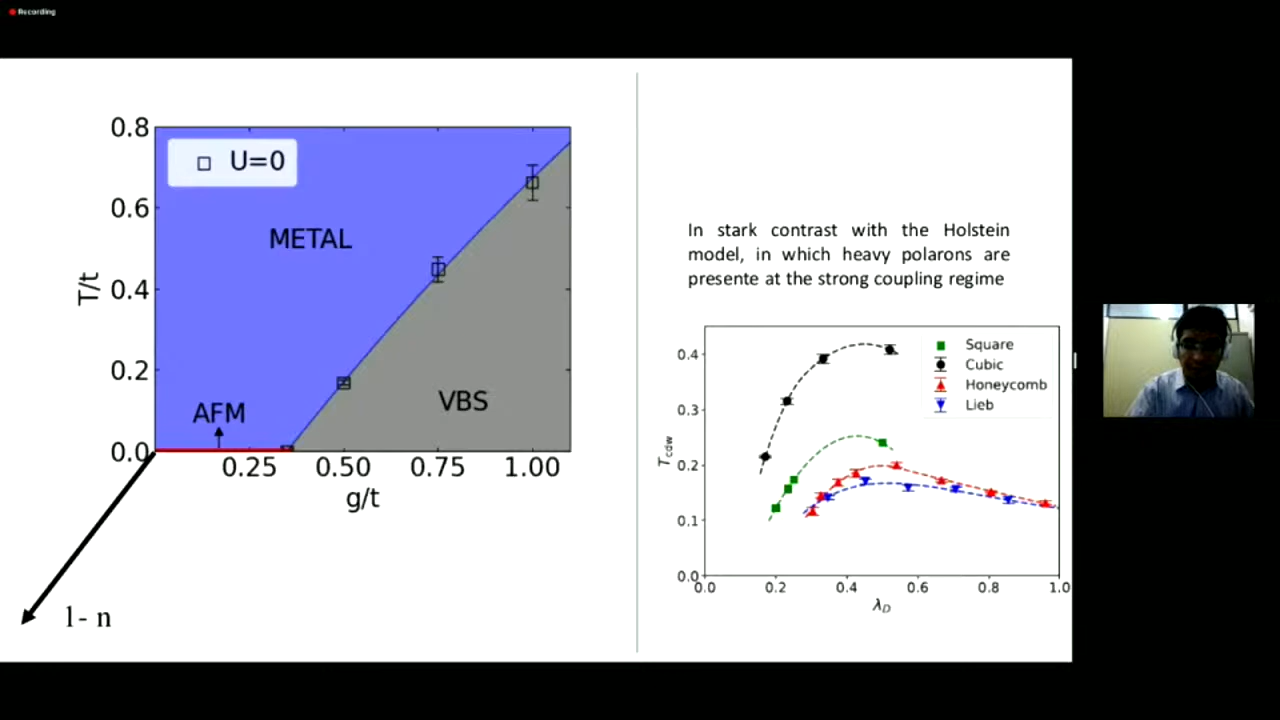 Recording
0.8
U=0
0.6
METAL
T/t
0.4
0.2
AFM
VBS
0.0
0.25 0.50 0.75 1.00
g/t
1 - n
In stark contrast with the Holstein
model, in which heavy polarons are
presente at the strong coupling regime
Square
0.4
Cubic
Honeycomb
Lieb
0.3
T_cdw
0.2
0.1
0.0
0.0 0.2 0.4 0.6 0.8 1.0
λ_D